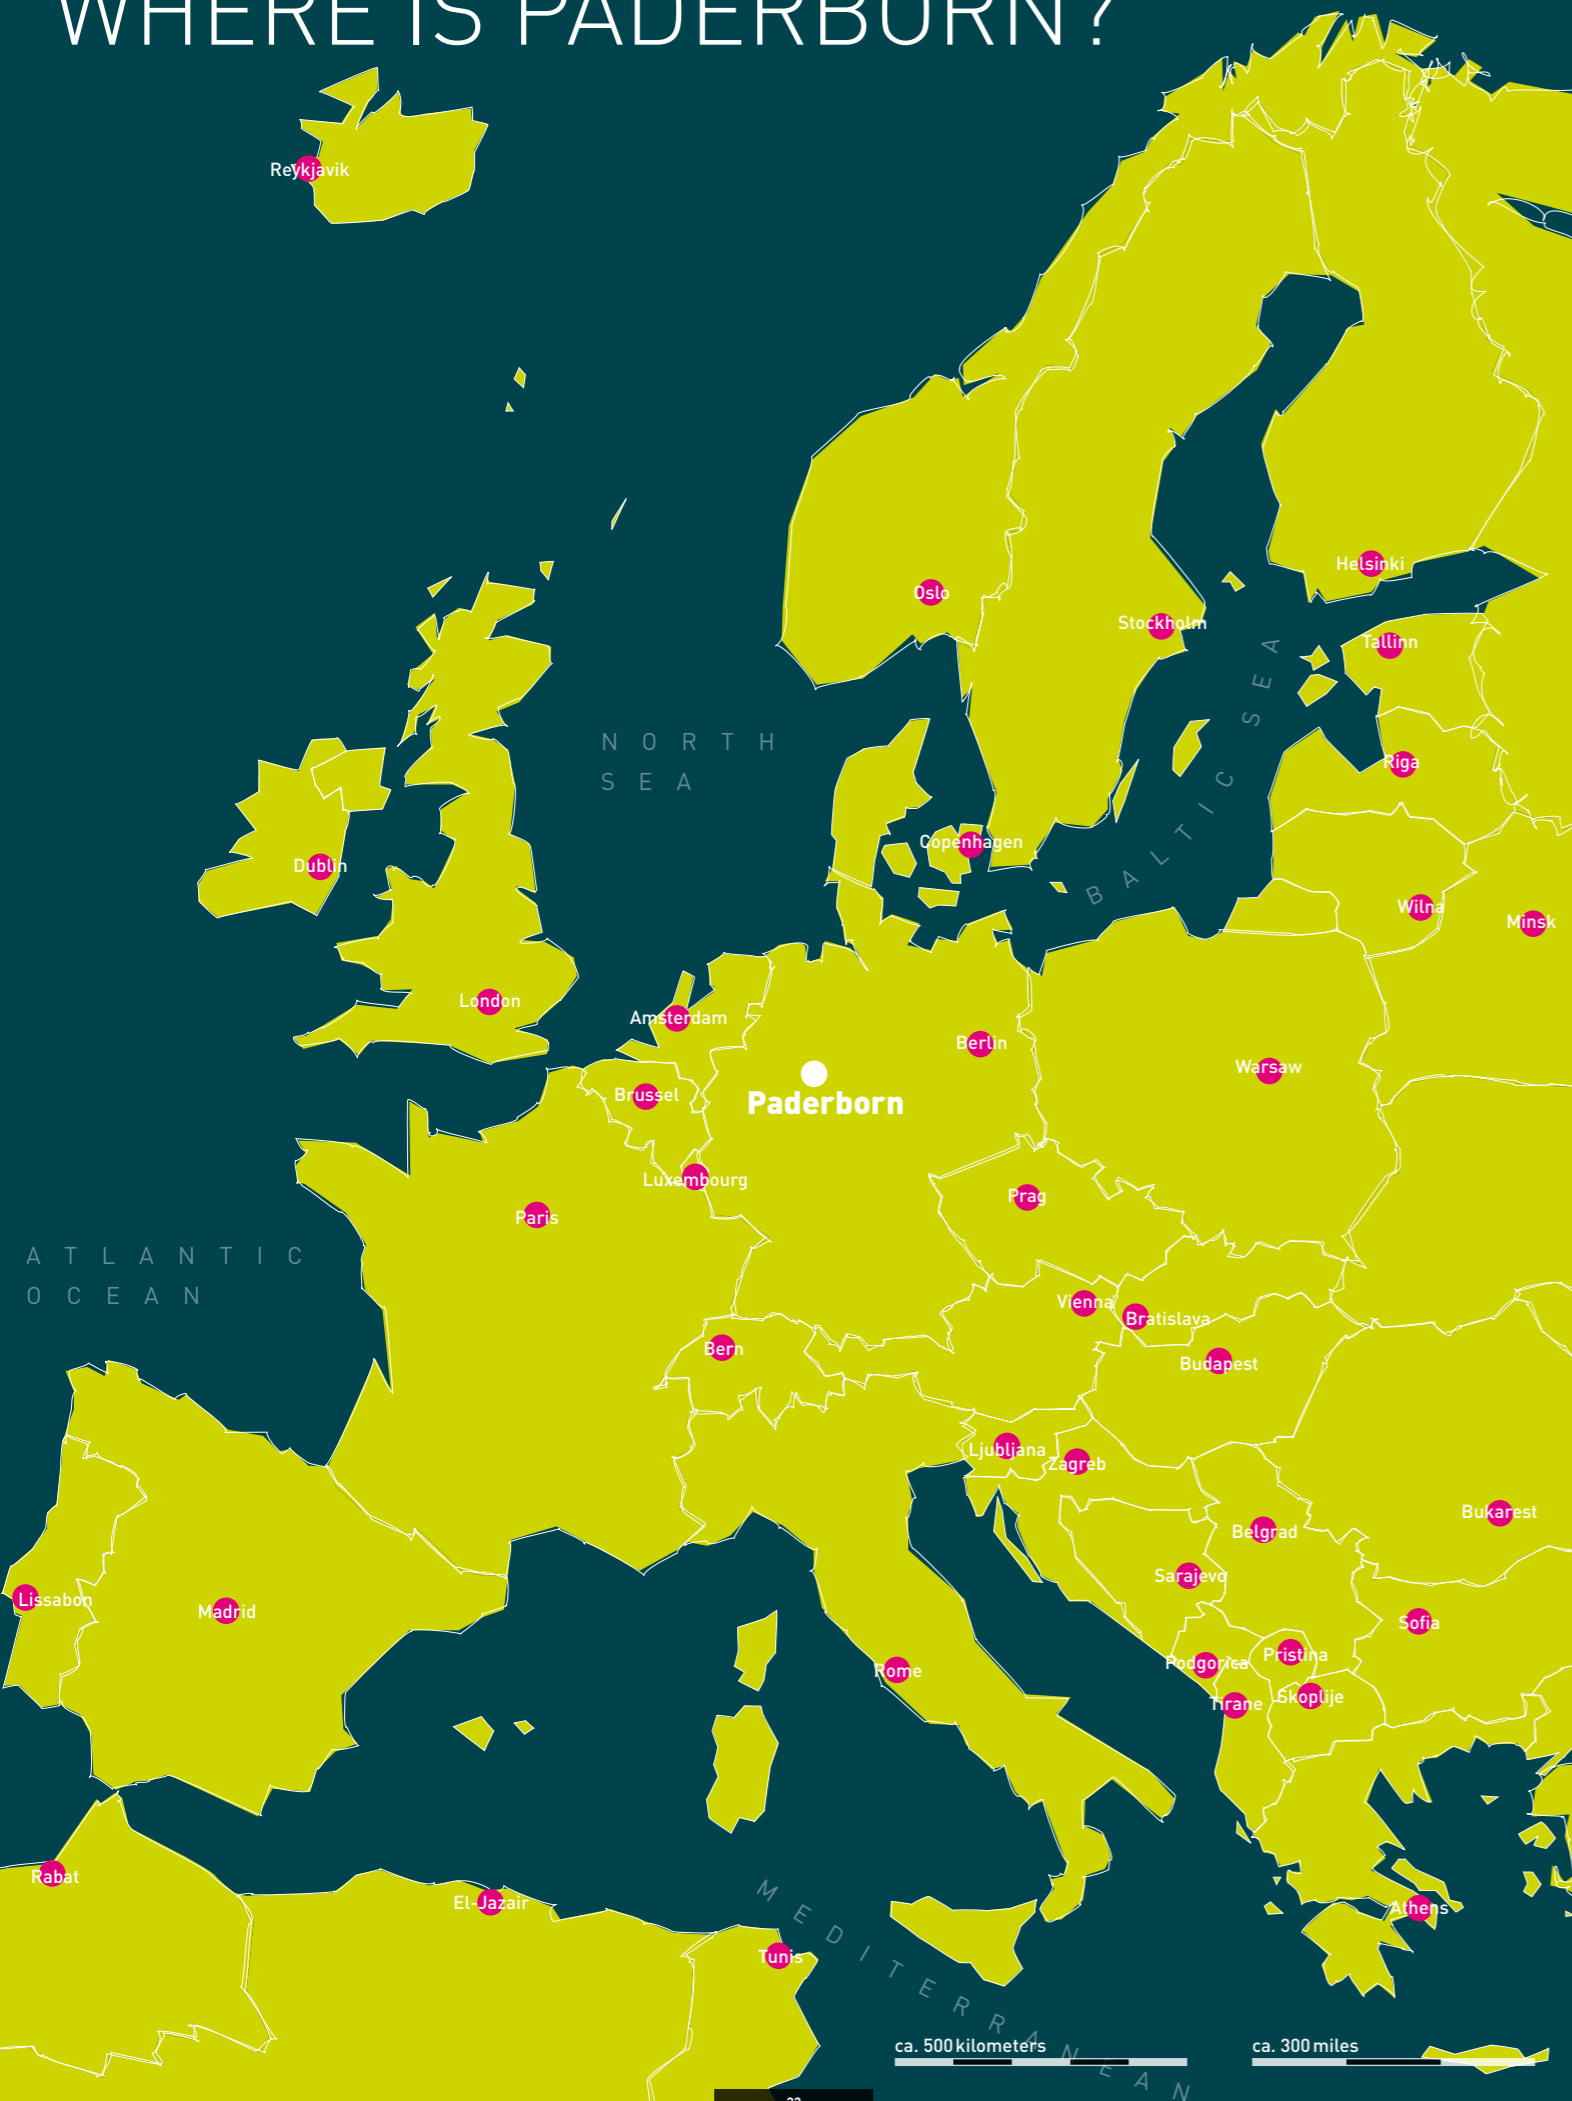 WHERE IS PADERBORN?
Reykjavik
Helsinki
Oslo
Stockholm
Tallinn
NORTH
SEA
BALTIC SEA
Riga
Copenhagen
Dublin
Wilna
Minsk
London
Amsterdam
Berlin
Warsaw
Brussel
Paderborn
Luxembourg
Prag
Paris
ATLANTIC
OCEAN
Vienna
Bratislava
Bern
Budapest
Ljubljana
Zagreb
Bukarest
Belgrad
Sarajevo
Lissabon
Madrid
Sofia
Pristina
Podgorica
Rome
Skoplije
Tirane
Rabat
El-Jazair
Athens
Tunis
MEDITERRANEAN
ca. 500 kilometers
ca. 300 miles